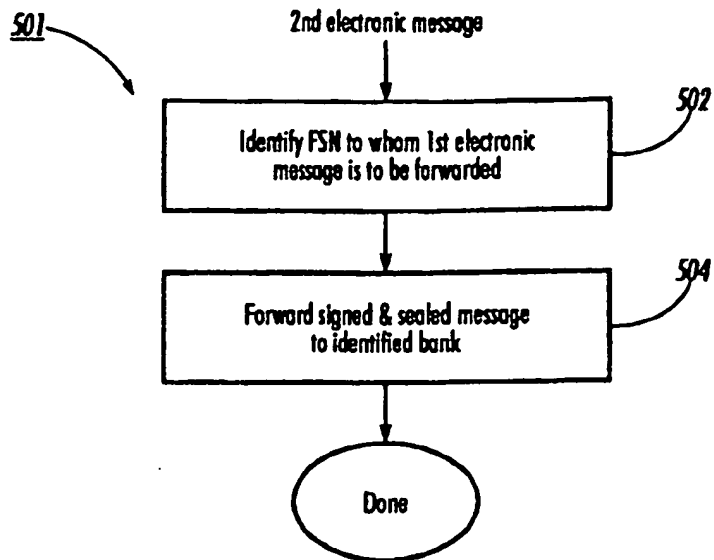 501
2nd electronic message
502
Identify FSN to whom 1st electronic
message is to be forwarded
504
Forward signed & sealed message
to identified bank
Done